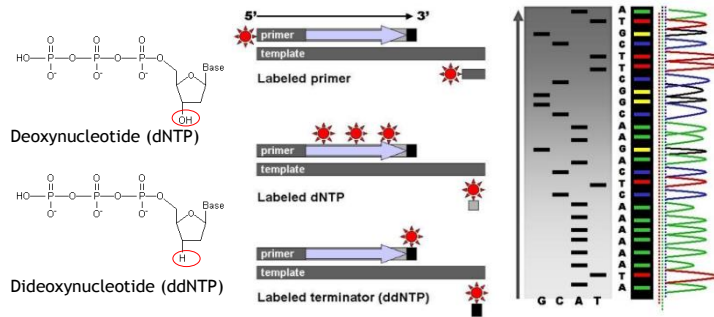 O O O
HO P O P O P O Base
O⁻ O⁻ O⁻ O
OH
Deoxynucleotide (dNTP)
O O O
HO P O P O P O Base
O⁻ O⁻ O⁻ O
H
Dideoxynucleotide (ddNTP)
5' 3'
primer
template
Labeled primer
primer
template
Labeled dNTP
primer
template
Labeled terminator (ddNTP)
G C A T
A
T
G
C
T
T
C
G
G
C
A
A
G
A
C
T
C
A
A
A
A
A
A
T
A